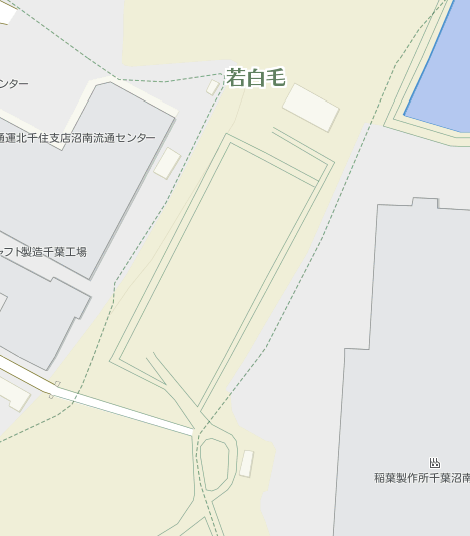 若白毛
ンター
通運北千住支店沼南流通センター
ャフト製造千葉工場
稲葉製作所千葉沼南